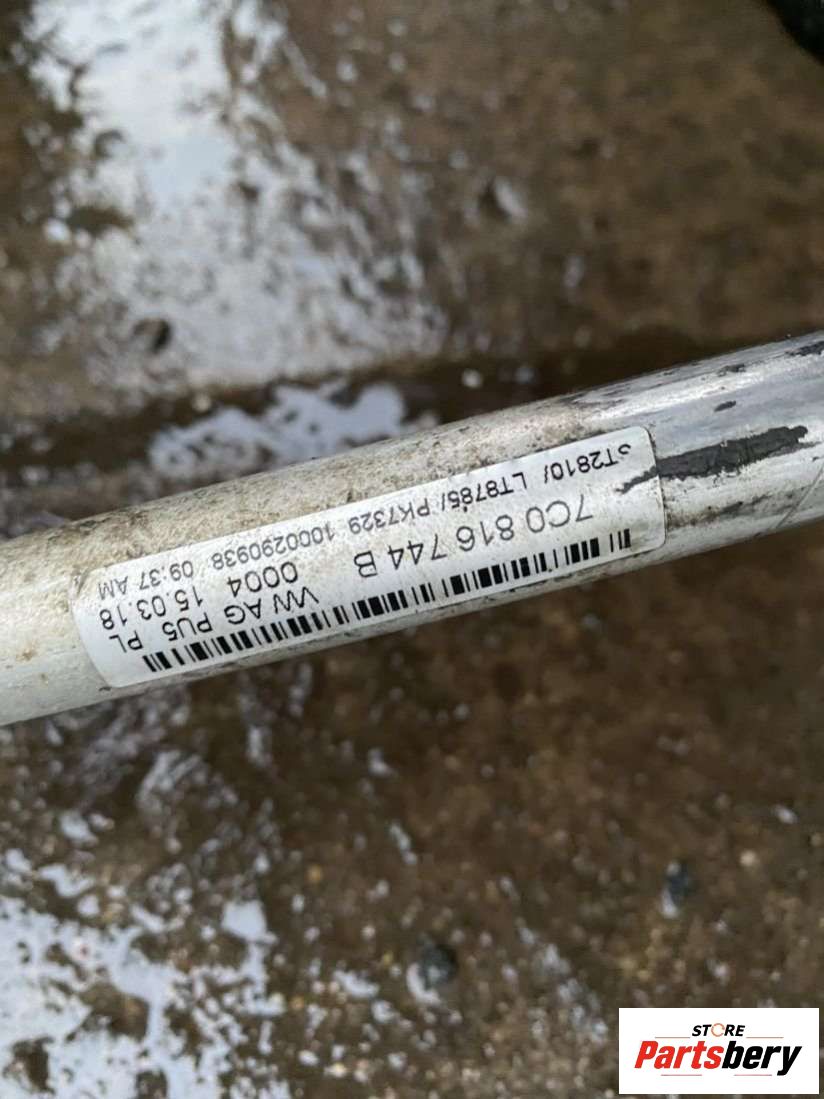 7C0 816 744 B VW AG PU5 PL
0004 15.03.18
ST2810/ LT8785/ PK7329 1000290938 09:37 AM
STORE
Partsbery